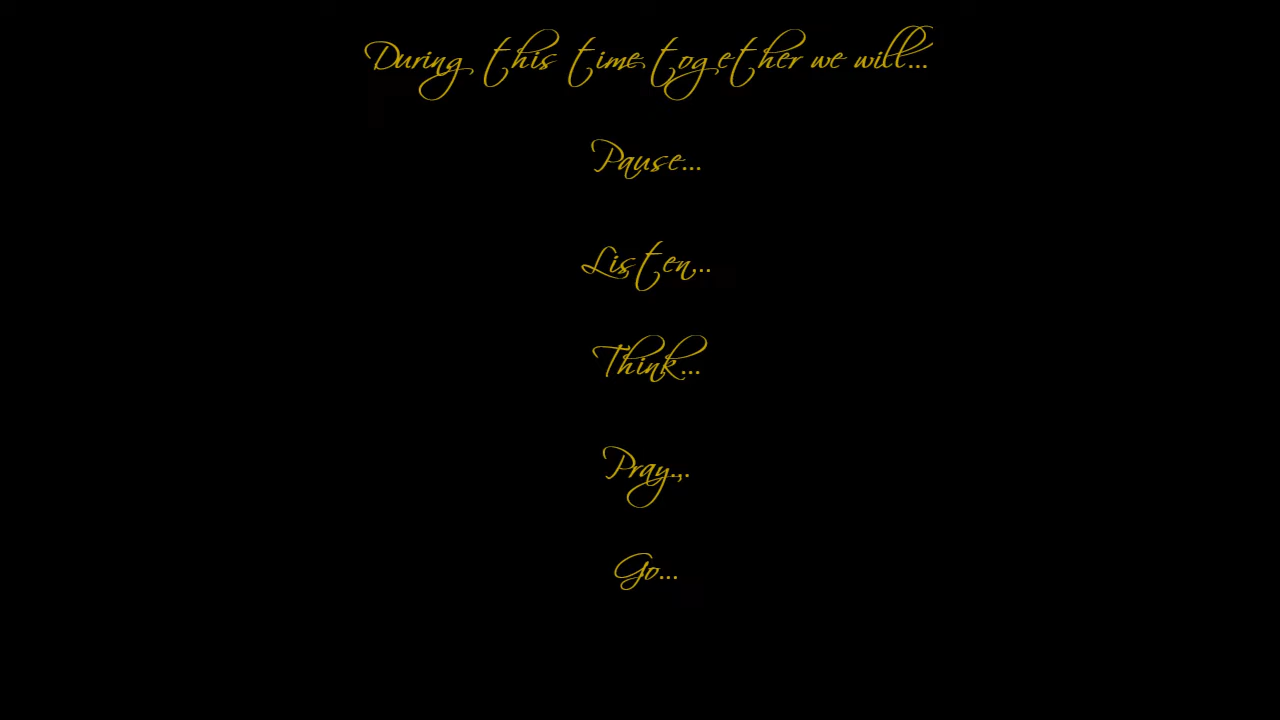 During this time together we will...
Pause...
Listen,..
Think...
Pray.,.
Go...